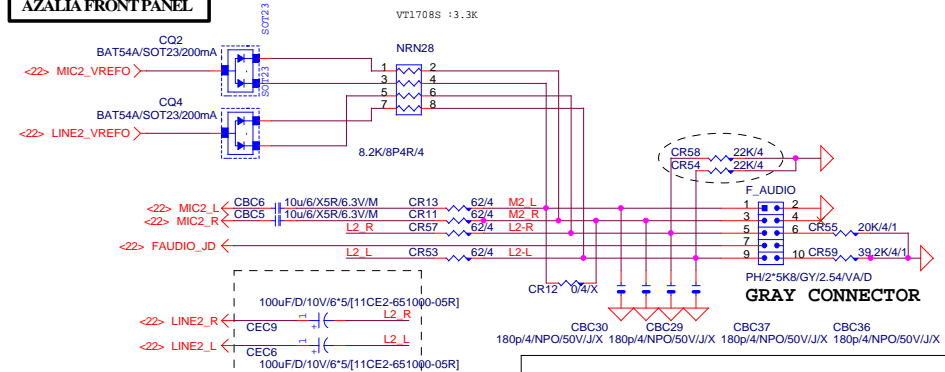 AZALIA FRONT PANEL
SOT23
VT1708S :3.3K
CQ2
BAT54A/SOT23/200mA
<22> MIC2_VREFO
SOT23
NRN28
1 2
3 4
5 6
7 8
CQ4
BAT54A/SOT23/200mA
<22> LINE2_VREFO
8.2K/8P4R/4
CR58 22K/4
CR54 22K/4
F_AUDIO
<22> MIC2_L CBC6 10u/6/X5R/6.3V/M CR13 62/4 M2_L 1 2
<22> MIC2_R CBC5 10u/6/X5R/6.3V/M CR11 62/4 M2_R 3 4
L2_R CR57 62/4 L2-R 5 6 CR55 20K/4/1
<22> FAUDIO_JD 7
L2_L CR53 62/4 L2-L 9 10 CR59 39.2K/4/1
PH/2*5K8/GY/2.54/VA/D
GRAY CONNECTOR
CR12 0/4/X
100uF/D/10V/6*5/[11CE2-651000-05R]
<22> LINE2_R 1 + L2_R
CEC9
<22> LINE2_L 1 + L2_L
CEC6
100uF/D/10V/6*5/[11CE2-651000-05R]
CBC30 CBC29 CBC37 CBC36
180p/4/NPO/50V/J/X 180p/4/NPO/50V/J/X 180p/4/NPO/50V/J/X 180p/4/NPO/50V/J/X